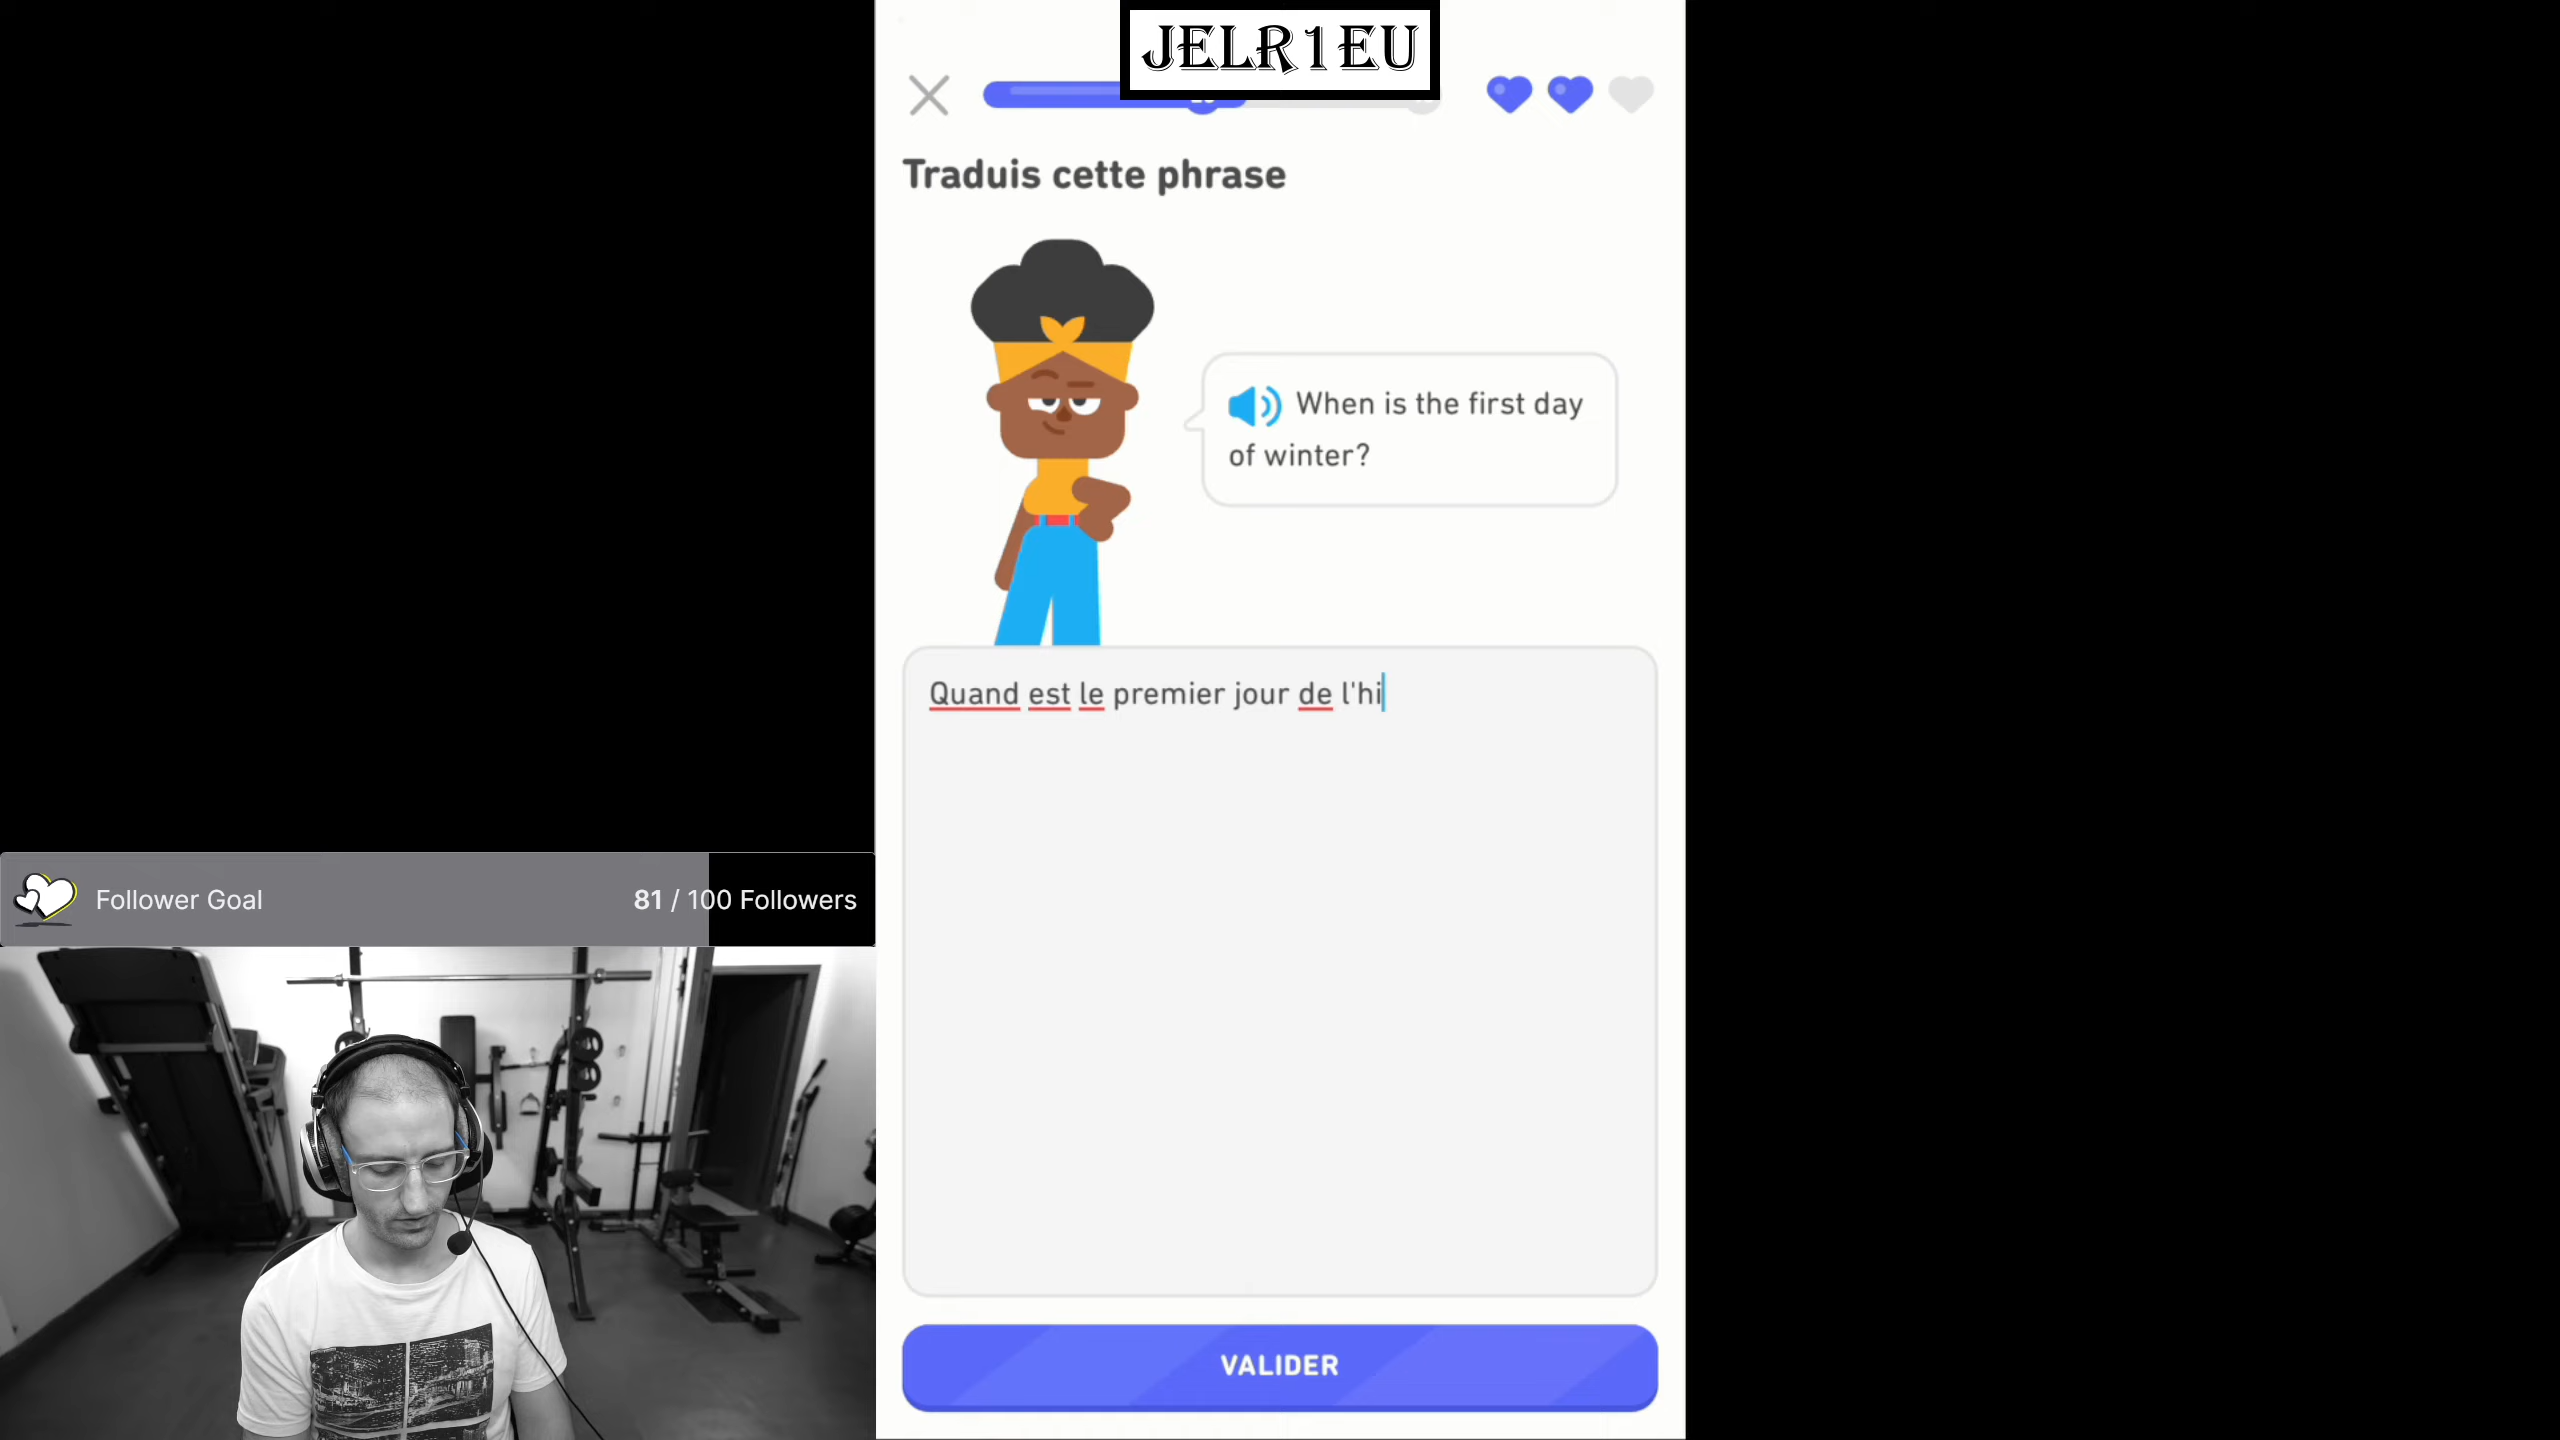 JELR1EU
Traduis cette phrase
When is the first day
of winter?
Quand est le premier jour de l'hi
Follower Goal
81 / 100 Followers
VALIDER